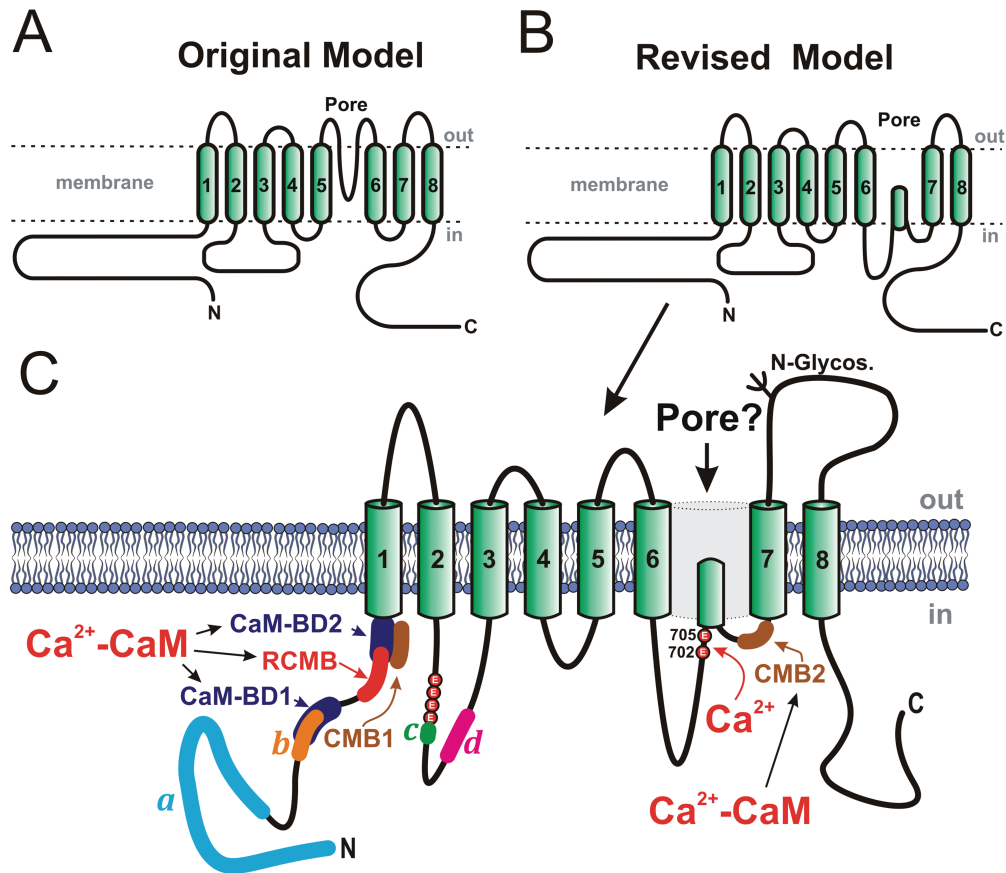 A
Original Model
Pore
out
membrane
1 2 3 4 5 6 7 8
in
N
C
B
Revised Model
Pore
out
membrane
1 2 3 4 5 6 7 8
in
N
C
C
N-Glycos.
Pore?
out
1 2 3 4 5 6 7 8
in
Ca2+-CaM
CaM-BD2
RCMB
CaM-BD1
CMB1
a
b
c
d
E
E
E
E
705 E
702 E
CMB2
Ca2+
Ca2+-CaM
N
C